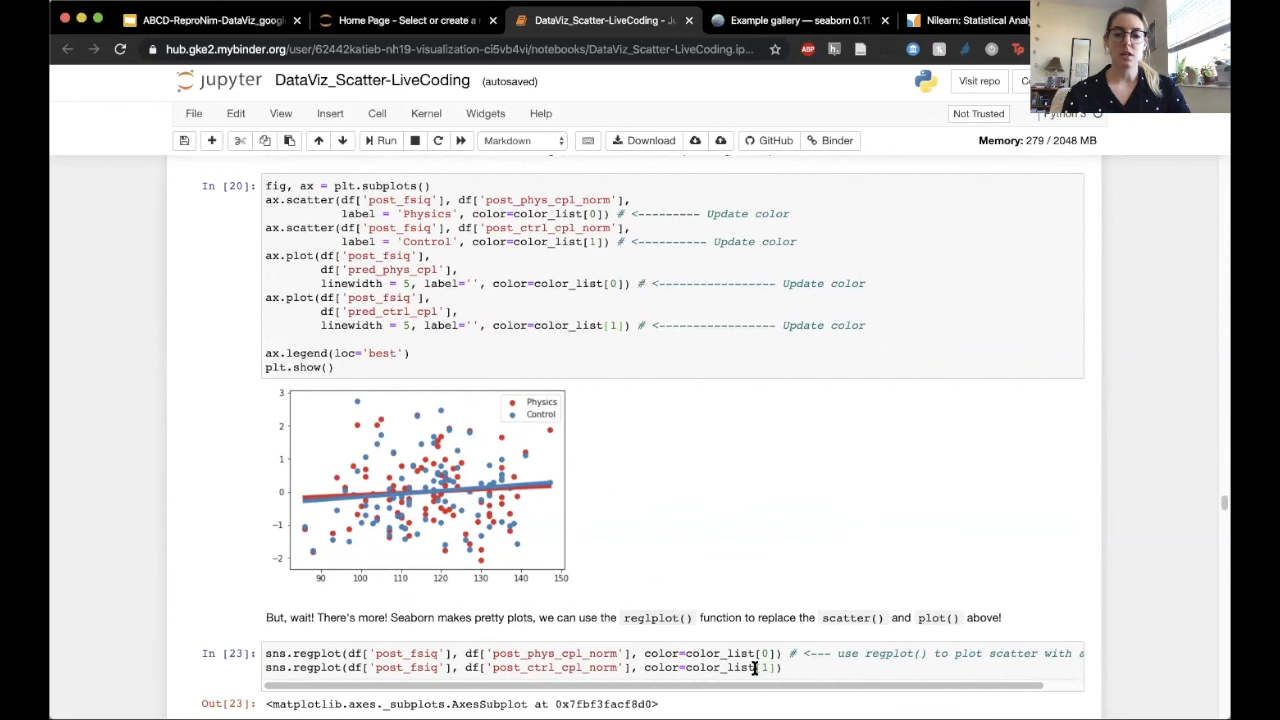 ABCD-ReproNim-DataViz_goog
Home Page - Select or create a
DataViz_Scatter-LiveCoding - J
Example gallery — seaborn 0.11.
Nilearn: Statistical Analy
hub.gke2.mybinder.org/user/62442katieb-nh19-visualization-ci5vb4vi/notebooks/DataViz_Scatter-LiveCoding.ip...
ABP
jupyter DataViz_Scatter-LiveCoding (autosaved)
Visit repo
File Edit View Insert Cell Kernel Widgets Help
Not Trusted
Run Markdown Download GitHub Binder Memory: 279 / 2048 MB
In [20]: fig, ax = plt.subplots()
ax.scatter(df['post_fsiq'], df['post_phys_cpl_norm'],
label = 'Physics', color=color_list[0]) # <--------- Update color
ax.scatter(df['post_fsiq'], df['post_ctrl_cpl_norm'],
label = 'Control', color=color_list[1]) # <---------- Update color
ax.plot(df['post_fsiq'],
df['pred_phys_cpl'],
linewidth = 5, label='', color=color_list[0]) # <----------------- Update color
ax.plot(df['post_fsiq'],
df['pred_ctrl_cpl'],
linewidth = 5, label='', color=color_list[1]) # <----------------- Update color
ax.legend(loc='best')
plt.show()
3
2
1
0
−1
−2
Physics
Control
90 100 110 120 130 140 150
But, wait! There's more! Seaborn makes pretty plots, we can use the reglplot() function to replace the scatter() and plot() above!
In [23]: sns.regplot(df['post_fsiq'], df['post_phys_cpl_norm'], color=color_list[0]) # <--- use regplot() to plot scatter with a
sns.regplot(df['post_fsiq'], df['post_ctrl_cpl_norm'], color=color_list[1])
Out[23]: <matplotlib.axes._subplots.AxesSubplot at 0x7fbf3facf8d0>